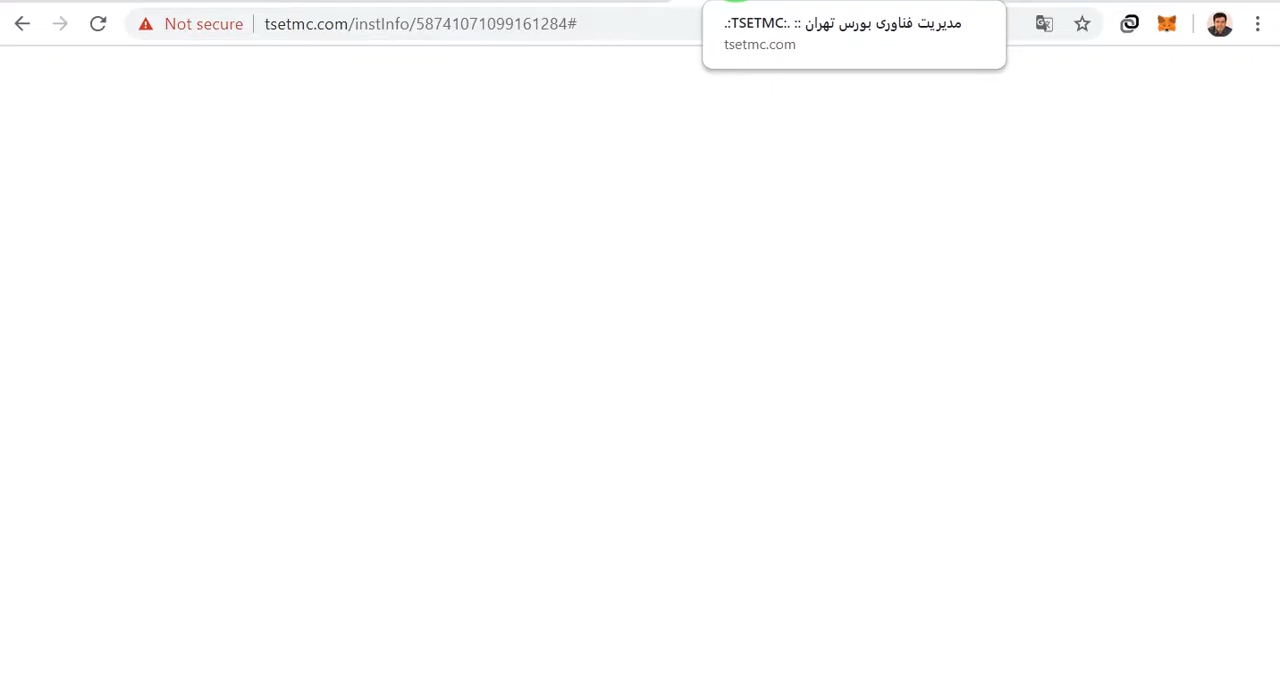 Not secure | tsetmc.com/instInfo/58741071099161284#
.:TSETMC:. :: مدیریت فناوری بورس تهران
tsetmc.com